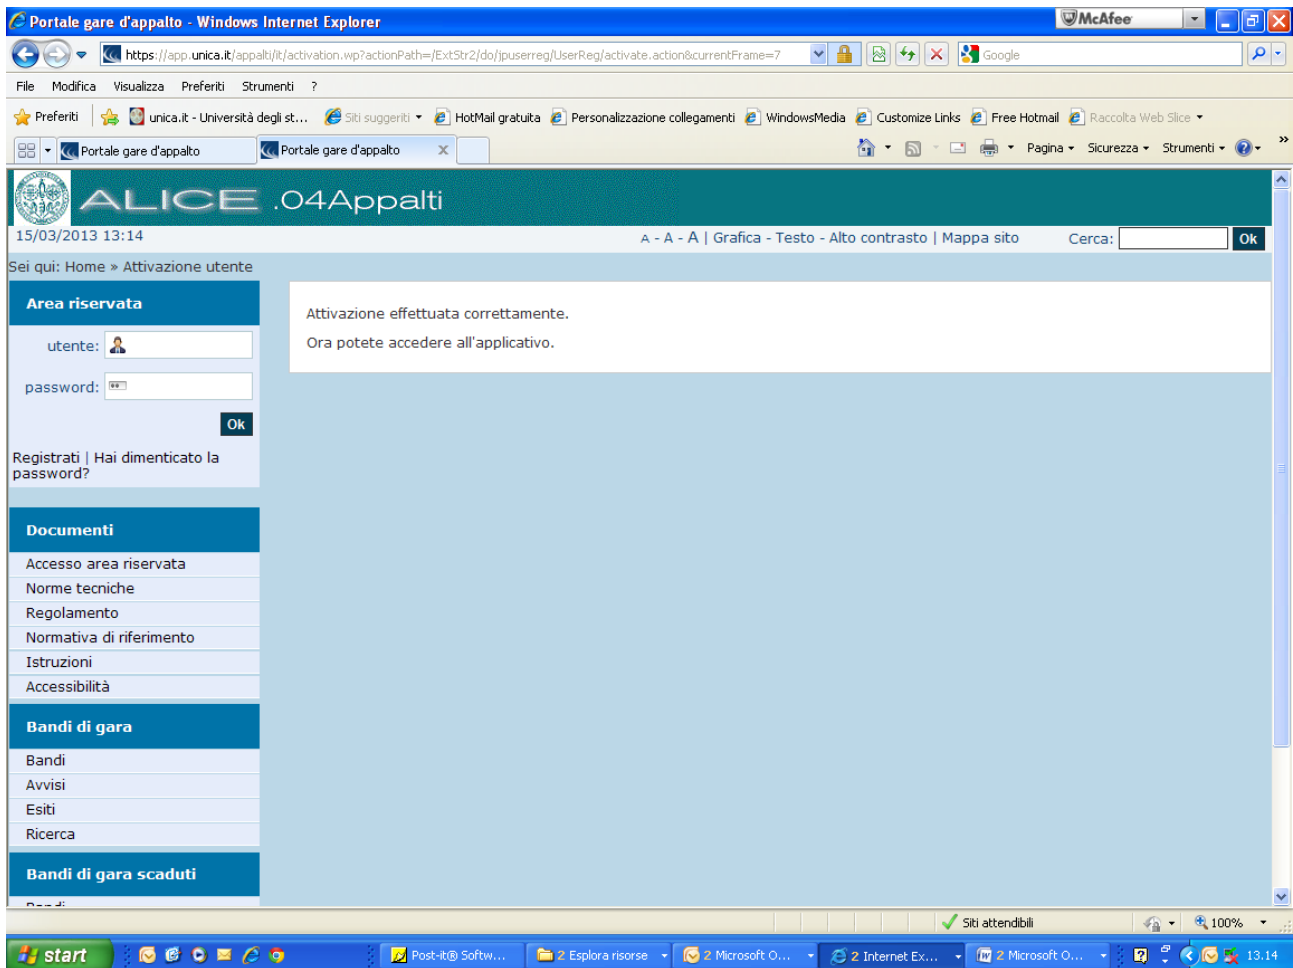 Portale gare d'appalto - Windows Internet Explorer
McAfee
https://app.unica.it/appalti/it/activation.wp?actionPath=/ExtStr2/do/jpuserreg/UserReg/activate.action&currentFrame=7
Google
File Modifica Visualizza Preferiti Strumenti ?
Preferiti unica.it - Università degli st... Siti suggeriti HotMail gratuita Personalizzazione collegamenti WindowsMedia Customize Links Free Hotmail Raccolta Web Slice
Portale gare d'appalto Portale gare d'appalto X Pagina Sicurezza Strumenti »
ALICE .04Appalti
15/03/2013 13:14
A - A - A | Grafica - Testo - Alto contrasto | Mappa sito Cerca: Ok
Sei qui: Home » Attivazione utente
Area riservata
utente:
password:
Ok
Registrati | Hai dimenticato la
password?
Attivazione effettuata correttamente.
Ora potete accedere all'applicativo.
Documenti
Accesso area riservata
Norme tecniche
Regolamento
Normativa di riferimento
Istruzioni
Accessibilità
Bandi di gara
Bandi
Avvisi
Esiti
Ricerca
Bandi di gara scaduti
Bandi
Siti attendibili 100%
start Post-it® Softw... 2 Esplora risorse 2 Microsoft O... 2 Internet Ex... 2 Microsoft O... 13.14